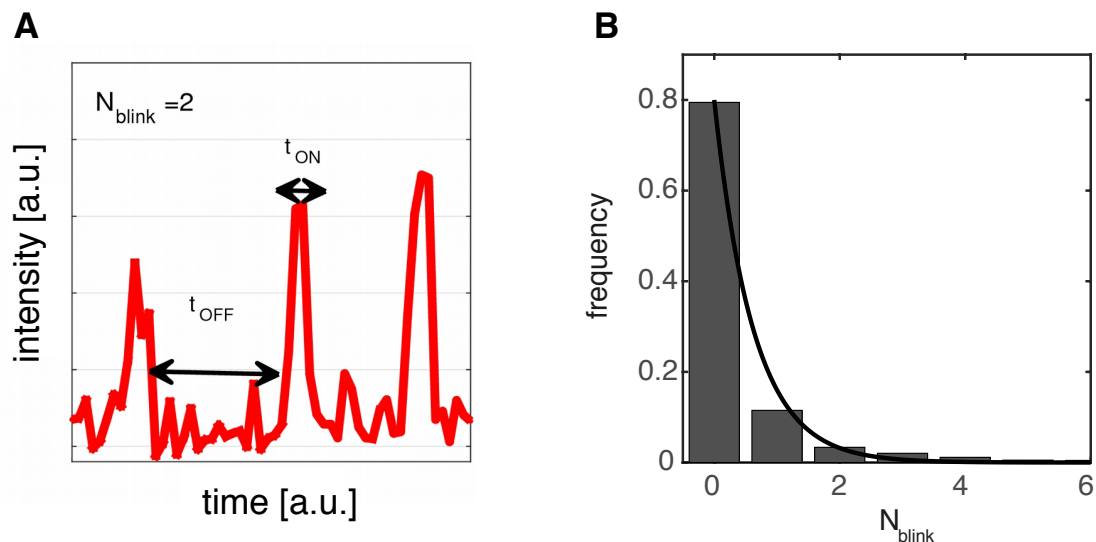 A
N_blink =2
t_ON
t_OFF
intensity [a.u.]
time [a.u.]
B
0.8
0.6
0.4
0.2
0
frequency
0 2 4 6
N_blink